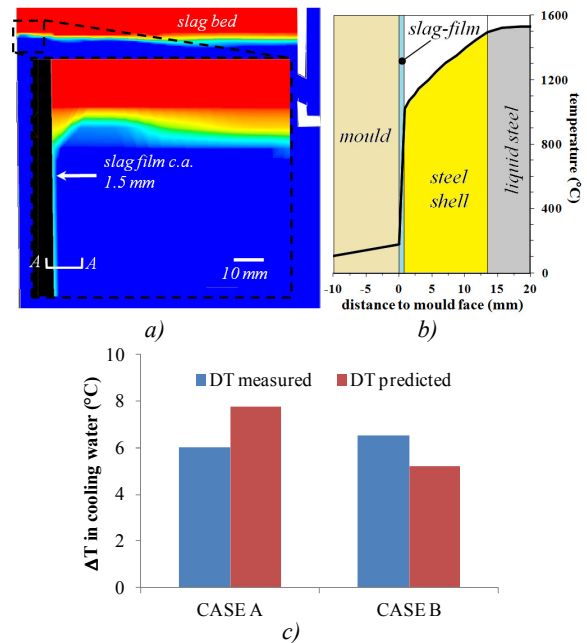 slag bed
slag film c.a.
1.5 mm
A A
10 mm
a)
slag-film
mould
steel
shell
liquid steel
1600
1200
800
400
0
temperature (°C)
-10 -5 0 5 10 15 20
distance to mould face (mm)
b)
DT measured DT predicted
10
8
6
4
2
0
ΔT in cooling water (°C)
CASE A CASE B
c)